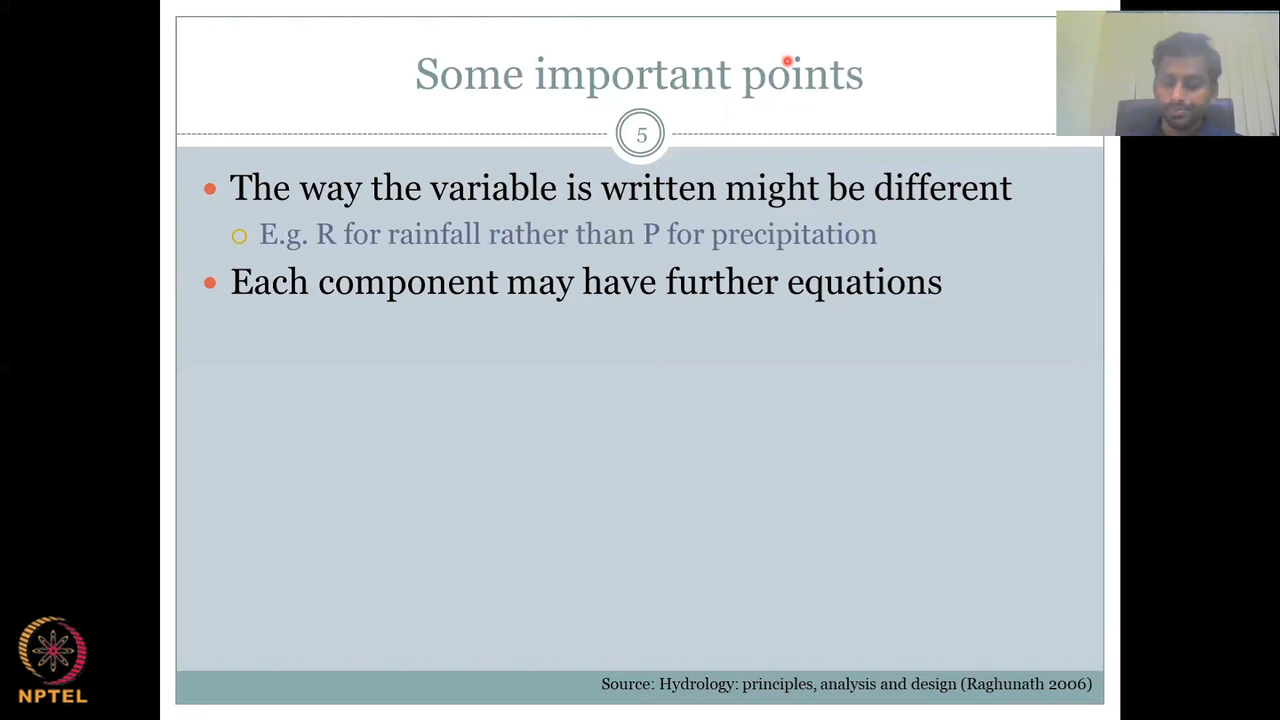 Some important points
5
The way the variable is written might be different
E.g. R for rainfall rather than P for precipitation
Each component may have further equations
NPTEL
Source: Hydrology: principles, analysis and design (Raghunath 2006)